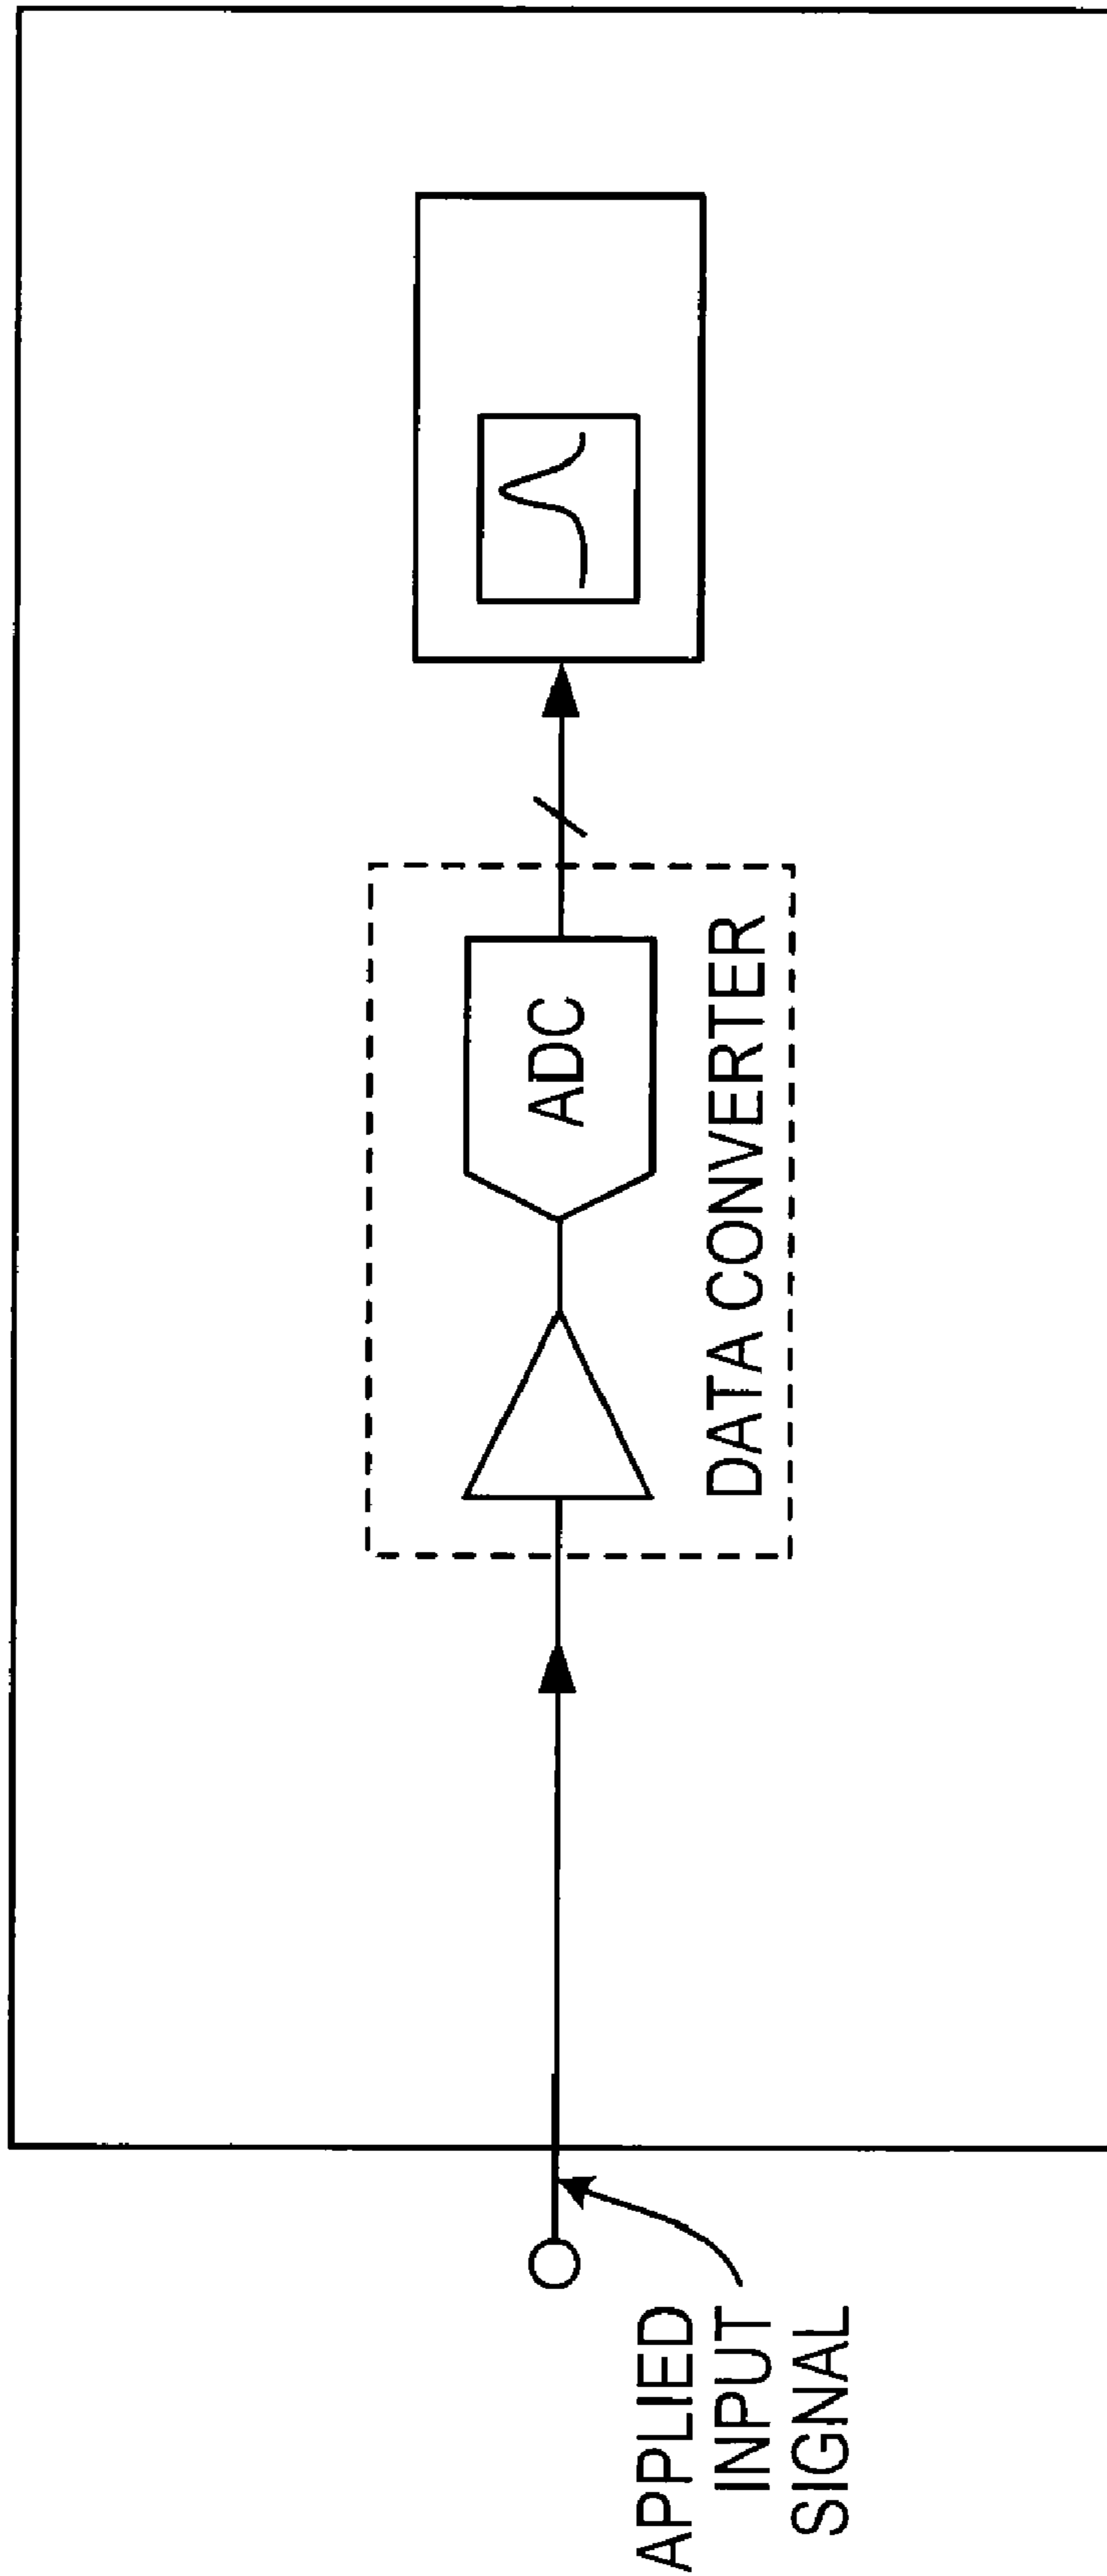 APPLIED
INPUT
SIGNAL
ADC
DATA CONVERTER